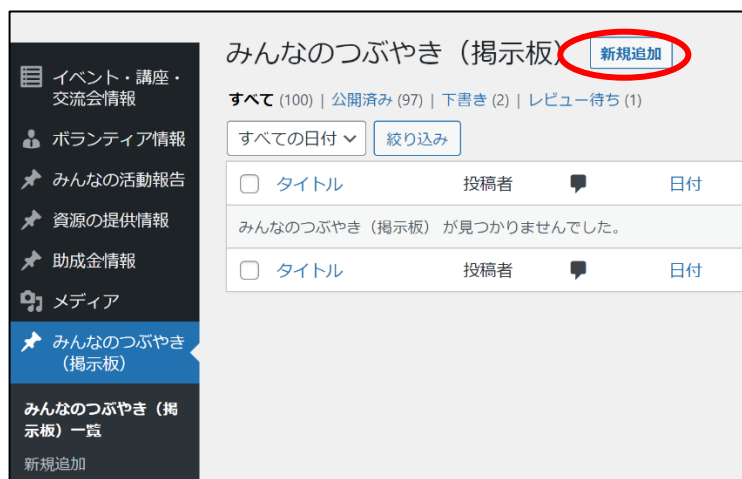 イベント・講座・
交流会情報
ボランティア情報
みんなの活動報告
資源の提供情報
助成金情報
メディア
みんなのつぶやき
（掲示板）
みんなのつぶやき（掲
示板）一覧
新規追加
みんなのつぶやき（掲示板） 新規追加
すべて (100) | 公開済み (97) | 下書き (2) | レビュー待ち (1)
すべての日付 絞り込み
タイトル 投稿者 日付
みんなのつぶやき（掲示板） が見つかりませんでした。
タイトル 投稿者 日付